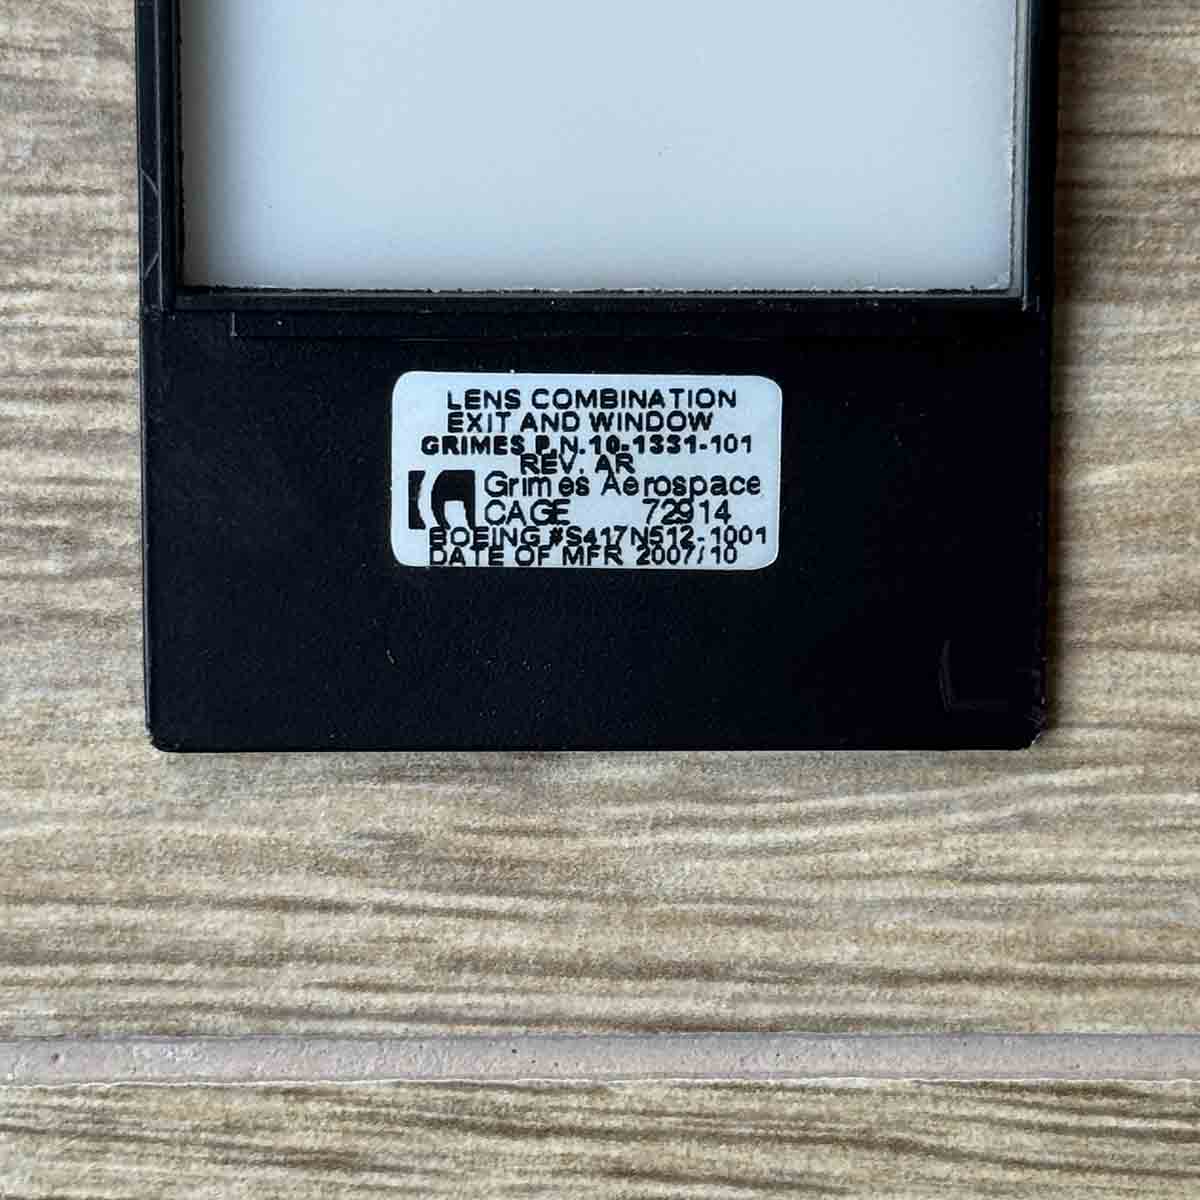 LENS COMBINATION
EXIT AND WINDOW
GRIMES P.N.10-1331-101
REV. AR
Grimes Aerospace
CAGE 72914
BOEING #S417N512-1001
DATE OF MFR 2007/10